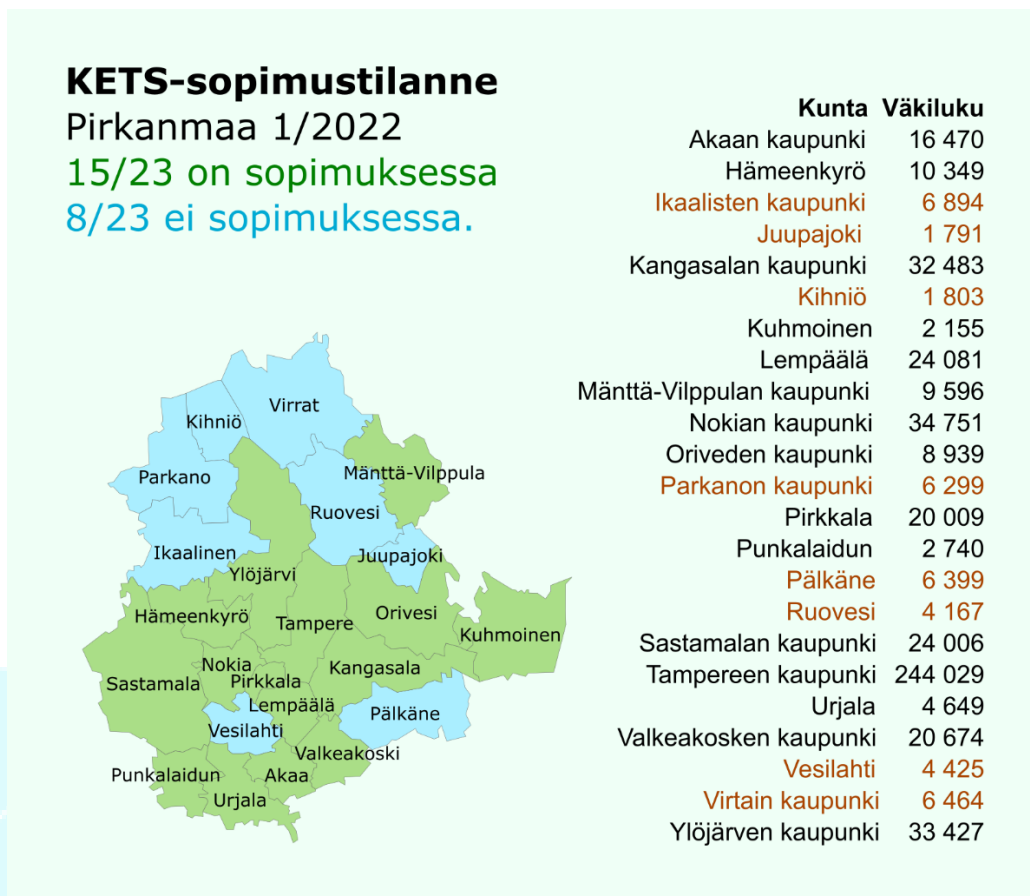 KETS-sopimustilanne
Pirkanmaa 1/2022
15/23 on sopimuksessa
8/23 ei sopimuksessa.
Kunta Väkiluku
Akaan kaupunki 16 470
Hämeenkyrö 10 349
Ikaalisten kaupunki 6 894
Juupajoki 1 791
Kangasalan kaupunki 32 483
Kihniö 1 803
Kuhmoinen 2 155
Lempäälä 24 081
Mänttä-Vilppulan kaupunki 9 596
Nokian kaupunki 34 751
Oriveden kaupunki 8 939
Parkanon kaupunki 6 299
Pirkkala 20 009
Punkalaidun 2 740
Pälkäne 6 399
Ruovesi 4 167
Sastamalan kaupunki 24 006
Tampereen kaupunki 244 029
Urjala 4 649
Valkeakosken kaupunki 20 674
Vesilahti 4 425
Virtain kaupunki 6 464
Ylöjärven kaupunki 33 427
Virrat
Kihniö
Mänttä-Vilppula
Parkano
Ruovesi
Ikaalinen
Juupajoki
Ylöjärvi
Hämeenkyrö
Tampere
Orivesi
Kuhmoinen
Nokia
Kangasala
Pirkkala
Sastamala
Lempäälä
Pälkäne
Vesilahti
Valkeakoski
Punkalaidun
Akaa
Urjala